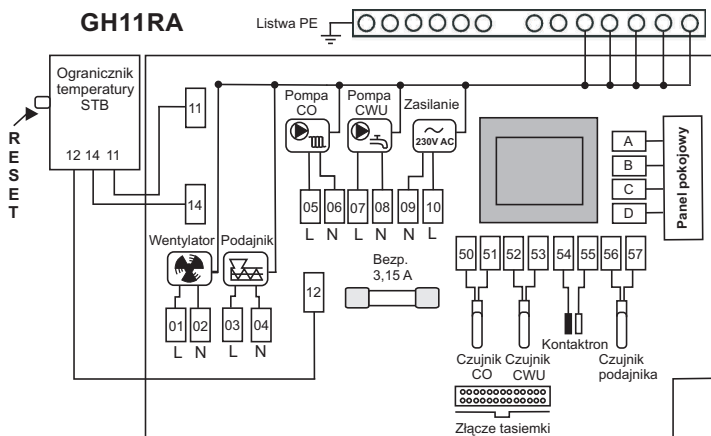 GH11RA
Listwa PE
Ogranicznik
temperatury
STB
RESET
12 14 11
11
14
Pompa
CO
Pompa
CWU
Zasilanie
230V AC
05 06 07 08 09 10
L N L N N L
A
B
C
D
Panel pokojowy
Wentylator
Podajnik
01 02 03 04
L N L N
12
Bezp.
3,15 A
50 51 52 53 54 55 56 57
Kontaktron
Czujnik
CO
Czujnik
CWU
Czujnik
podajnika
Złącze tasiemki